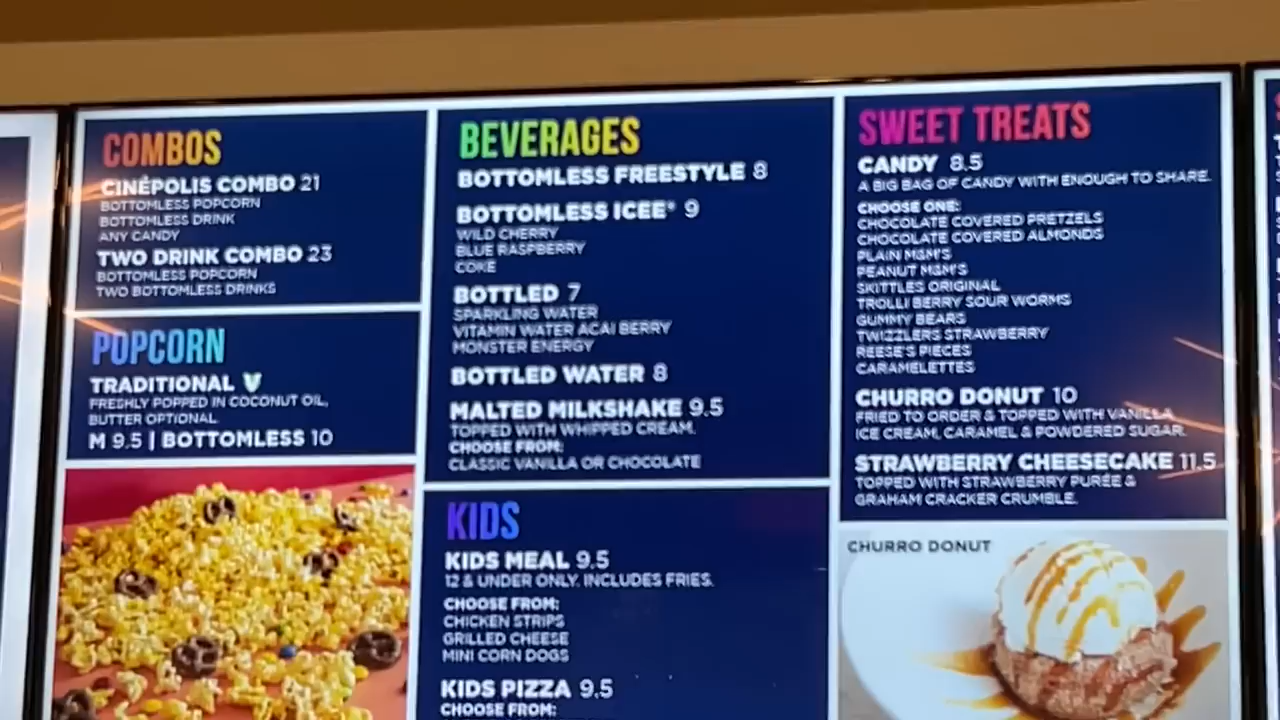 COMBOS
CINÉPOLIS COMBO 21
BOTTOMLESS POPCORN
BOTTOMLESS DRINK
ANY CANDY
TWO DRINK COMBO 23
BOTTOMLESS POPCORN
TWO BOTTOMLESS DRINKS
POPCORN
TRADITIONAL V
FRESHLY POPPED IN COCONUT OIL,
BUTTER OPTIONAL.
M 9.5 | BOTTOMLESS 10
BEVERAGES
BOTTOMLESS FREESTYLE 8
BOTTOMLESS ICEE® 9
WILD CHERRY
BLUE RASPBERRY
COKE
BOTTLED 7
SPARKLING WATER
VITAMIN WATER ACAI BERRY
MONSTER ENERGY
BOTTLED WATER 8
MALTED MILKSHAKE 9.5
TOPPED WITH WHIPPED CREAM.
CHOOSE FROM:
CLASSIC VANILLA OR CHOCOLATE
KIDS
KIDS MEAL 9.5
12 & UNDER ONLY. INCLUDES FRIES.
CHOOSE FROM:
CHICKEN STRIPS
GRILLED CHEESE
MINI CORN DOGS
KIDS PIZZA 9.5
CHOOSE FROM:
SWEET TREATS
CANDY 8.5
A BIG BAG OF CANDY WITH ENOUGH TO SHARE.
CHOOSE ONE:
CHOCOLATE COVERED PRETZELS
CHOCOLATE COVERED ALMONDS
PLAIN M&M'S
PEANUT M&M'S
SKITTLES ORIGINAL
TROLLI BERRY SOUR WORMS
GUMMY BEARS
TWIZZLERS STRAWBERRY
REESE'S PIECES
CARAMELETTES
CHURRO DONUT 10
FRIED TO ORDER & TOPPED WITH VANILLA
ICE CREAM, CARAMEL & POWDERED SUGAR.
STRAWBERRY CHEESECAKE 11.5
TOPPED WITH STRAWBERRY PURÉE &
GRAHAM CRACKER CRUMBLE.
CHURRO DONUT